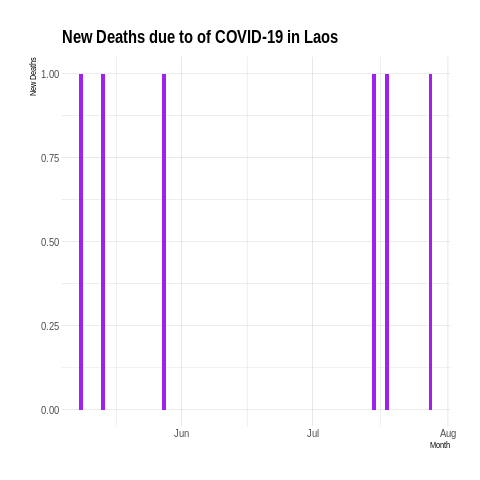 New Deaths due to of COVID-19 in Laos
New Deaths
1.00
0.75
0.50
0.25
0.00
Jun Jul Aug
Month